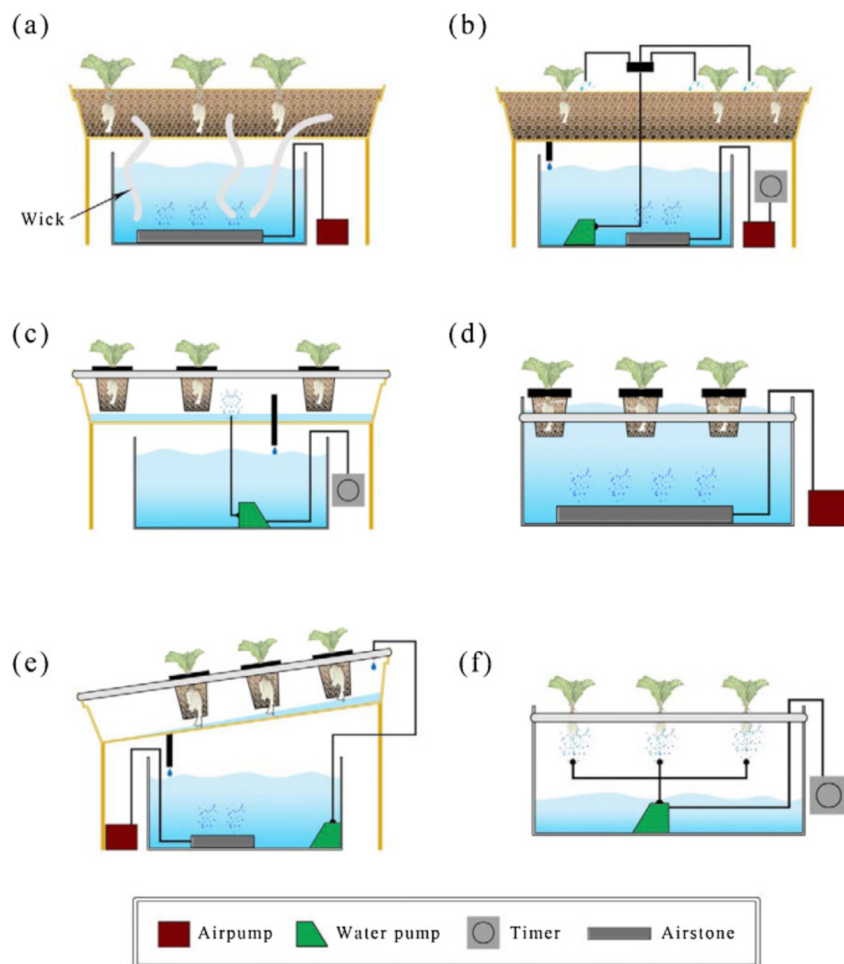 (a)
(b)
Wick
(c)
(d)
(e)
(f)
Airpump
Water pump
Timer
Airstone